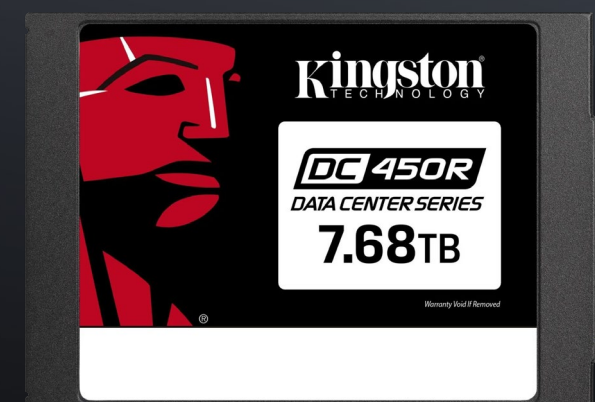 Kingston®
TECHNOLOGY
DC 450R
DATA CENTER SERIES
7.68TB
Warranty Void If Removed
®